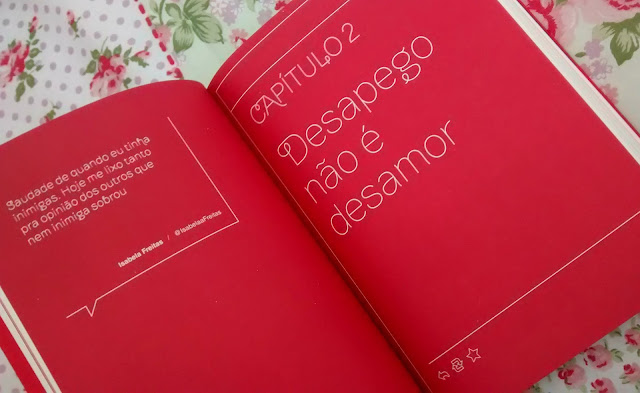 Saudade de quando eu tinha
inimigas. Hoje me lixo tanto
pra opinião dos outros que
nem inimiga sobrou
Isabela Freitas / @IsabelaaFreitas
CAPÍTULO 2
Desapego
não é
desamor